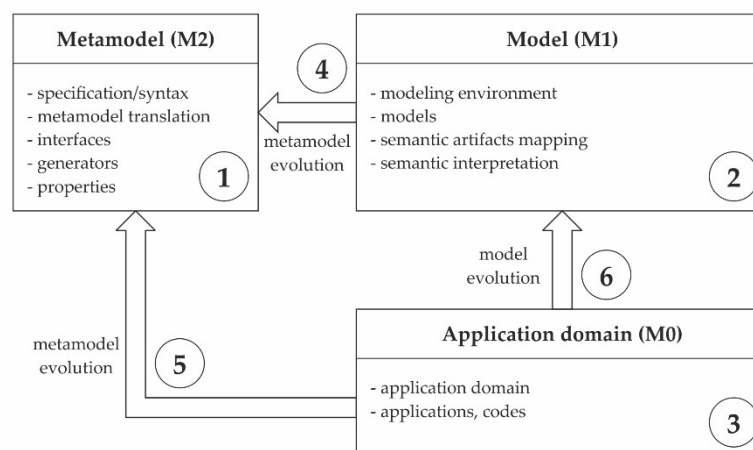 Metamodel (M2)
- specification/syntax
- metamodel translation
- interfaces
- generators
- properties
1
4
metamodel
evolution
Model (M1)
- modeling environment
- models
- semantic artifacts mapping
- semantic interpretation
2
model
evolution
6
metamodel
evolution
5
Application domain (M0)
- application domain
- applications, codes
3